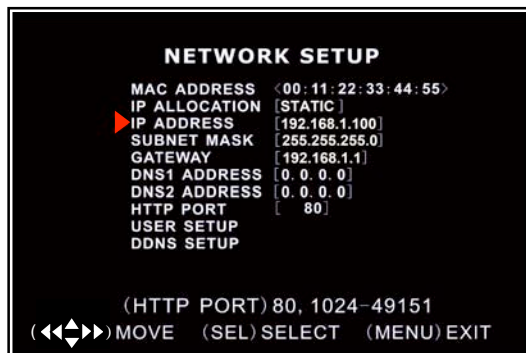 NETWORK SETUP
MAC ADDRESS <00:11:22:33:44:55>
IP ALLOCATION [STATIC ]
IP ADDRESS [192.168.1.100]
SUBNET MASK [255.255.255.0]
GATEWAY [192.168.1.1]
DNS1 ADDRESS [0. 0. 0. 0]
DNS2 ADDRESS [0. 0. 0. 0]
HTTP PORT [ 80]
USER SETUP
DDNS SETUP
(HTTP PORT) 80, 1024-49151
(◀◀▲▼▶▶) MOVE (SEL) SELECT (MENU) EXIT